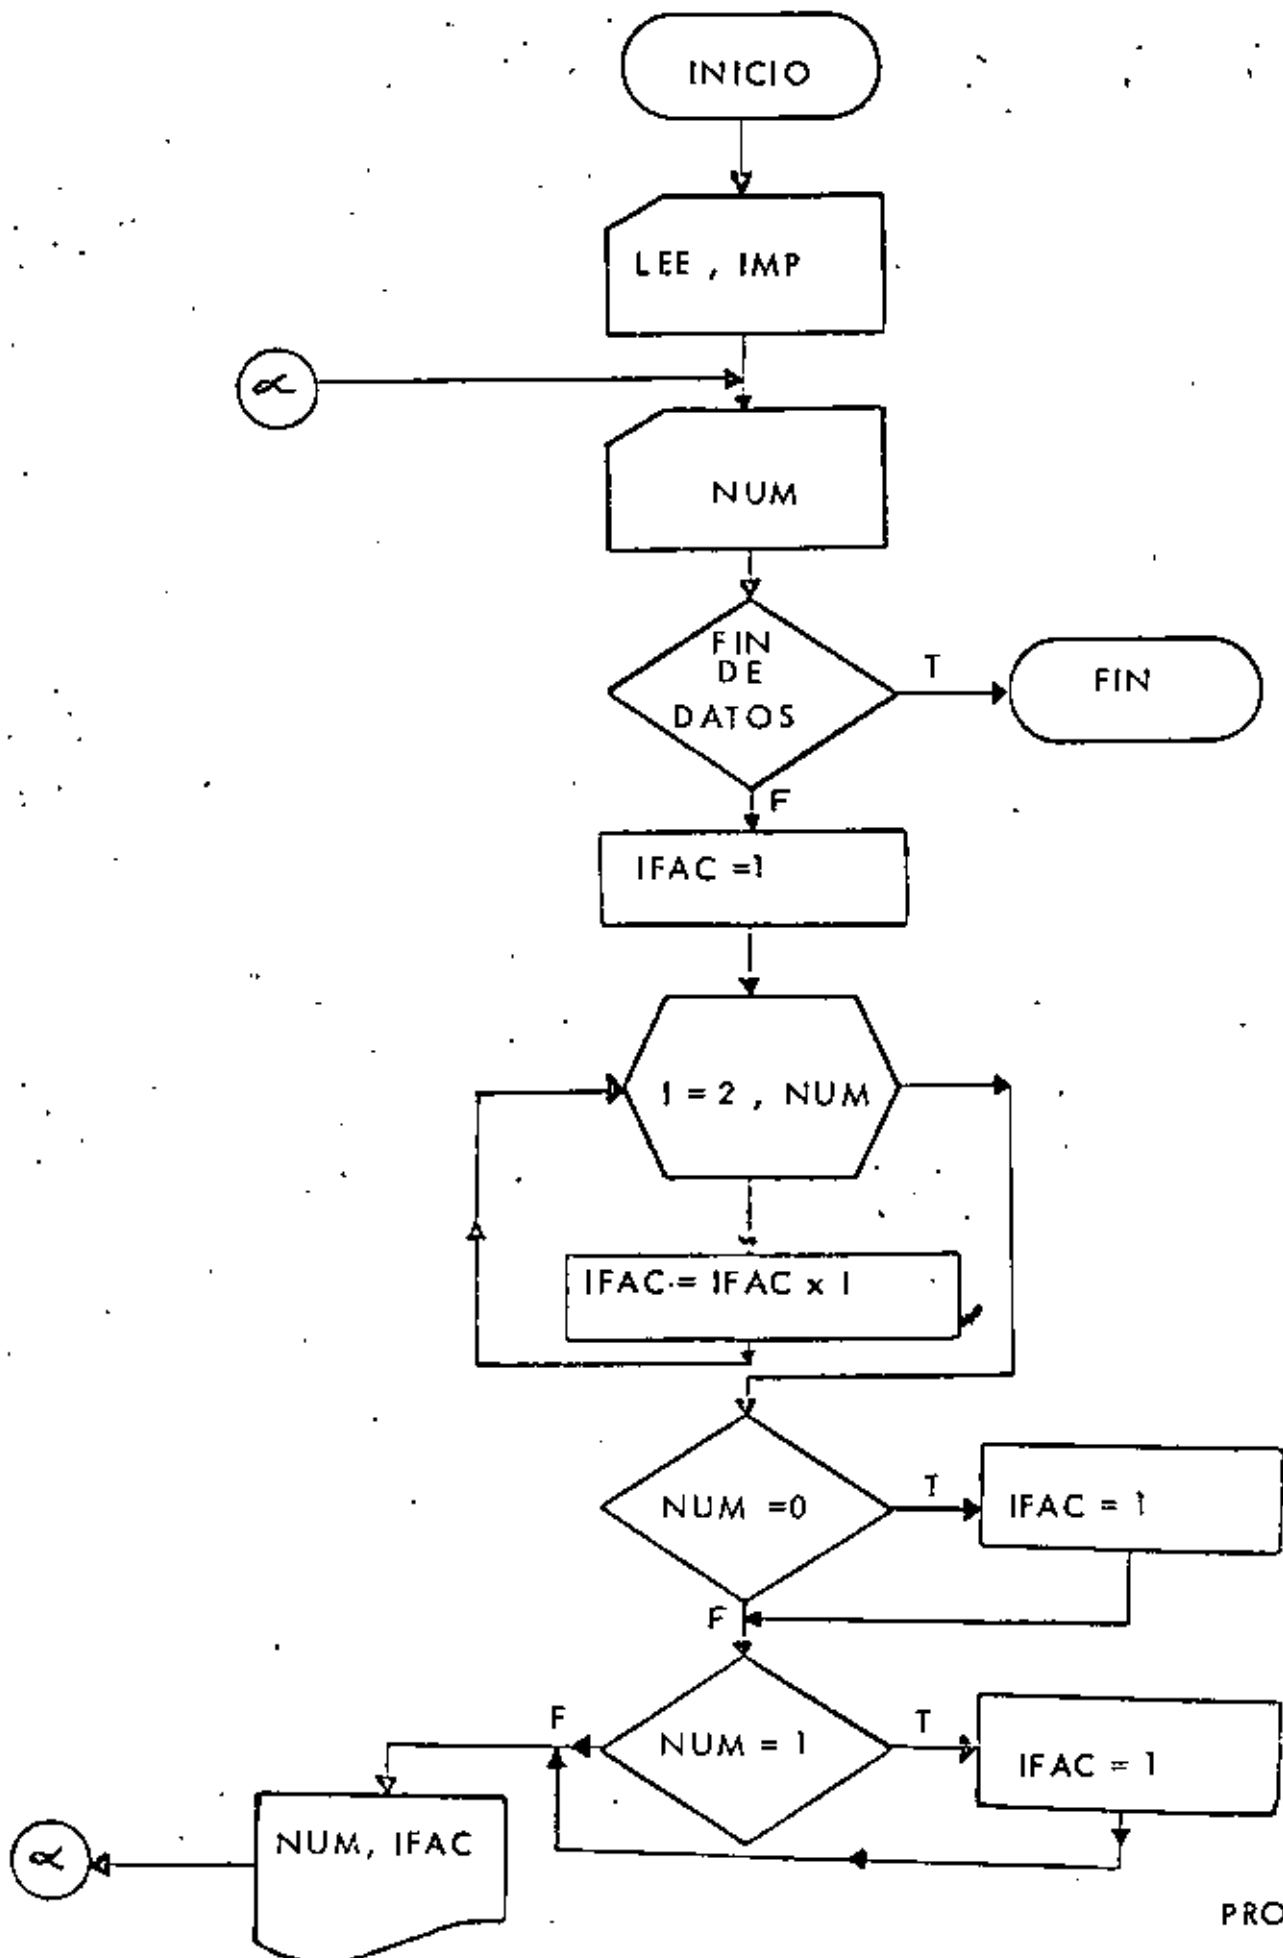 INICIO
LEE , IMP
α
NUM
FIN
DE
DATOS
T
FIN
F
IFAC =1
1 = 2 , NUM
IFAC = IFAC x I
NUM =0
T
IFAC = 1
F
NUM = 1
F
T
IFAC = 1
NUM, IFAC
α
PRO